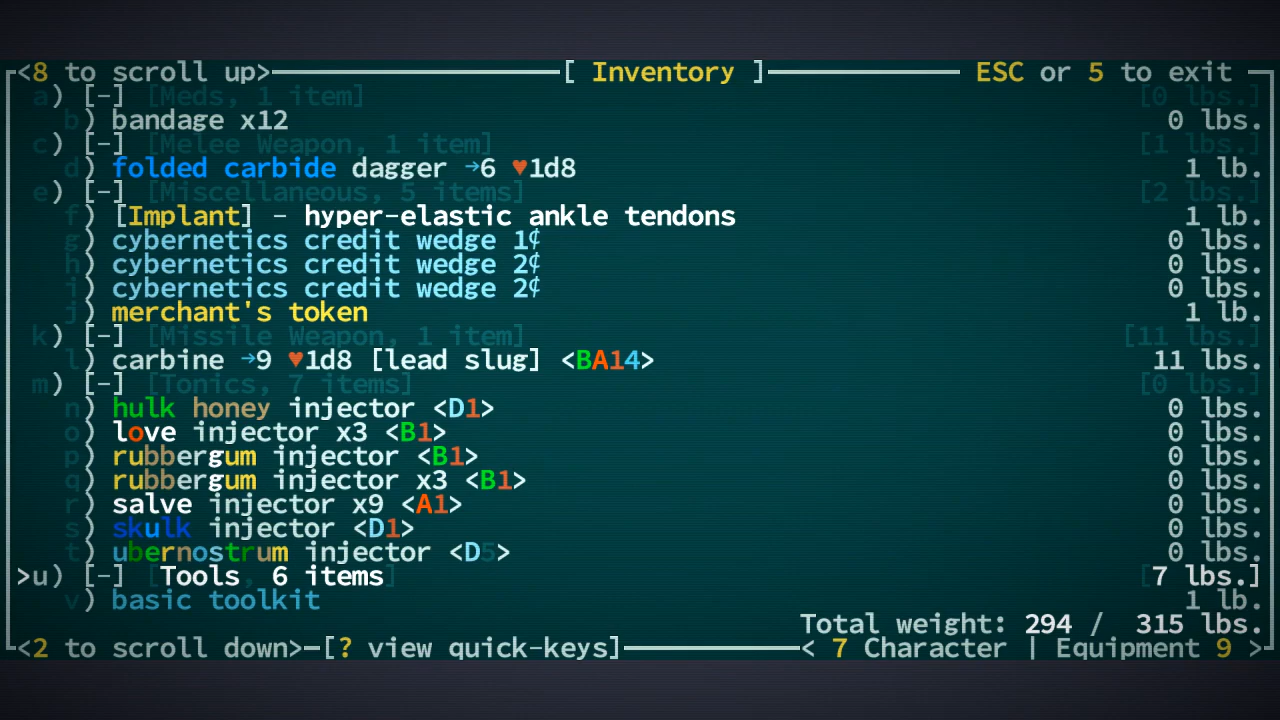 <8 to scroll up> [ Inventory ] ESC or 5 to exit
a) [-] [Meds, 1 item] [0 lbs.]
b) bandage x12 0 lbs.
c) [-] [Melee Weapon, 1 item] [1 lbs.]
d) folded carbide dagger →6 ♥1d8 1 lb.
e) [-] [Miscellaneous, 5 items] [2 lbs.]
f) [Implant] - hyper-elastic ankle tendons 1 lb.
g) cybernetics credit wedge 1¢ 0 lbs.
h) cybernetics credit wedge 2¢ 0 lbs.
i) cybernetics credit wedge 2¢ 0 lbs.
j) merchant's token 1 lb.
k) [-] [Missile Weapon, 1 item] [11 lbs.]
l) carbine →9 ♥1d8 [lead slug] <BA14> 11 lbs.
m) [-] [Tonics, 7 items] [0 lbs.]
n) hulk honey injector <D1> 0 lbs.
o) love injector x3 <B1> 0 lbs.
p) rubbergum injector <B1> 0 lbs.
q) rubbergum injector x3 <B1> 0 lbs.
r) salve injector x9 <A1> 0 lbs.
s) skulk injector <D1> 0 lbs.
t) ubernostrum injector <D5> 0 lbs.
>u) [-] [Tools, 6 items] [7 lbs.]
v) basic toolkit 1 lb.
Total weight: 294 / 315 lbs.
<2 to scroll down> [? view quick-keys] < 7 Character | Equipment 9 >